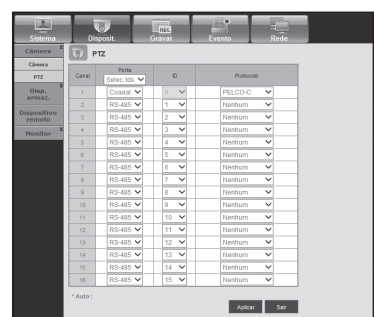 Sistema Disposit. Gravar Evento Rede
REC
Câmera
Câmera
PTZ
Disp.
armaz.
Dispositivo
remoto
Monitor
PTZ
Canal Porta ID Protocolo
Selec. tds
1 Coaxal 0 PELCO-C
2 RS-485 1 Nenhum
3 RS-485 2 Nenhum
4 RS-485 3 Nenhum
5 RS-485 4 Nenhum
6 RS-485 5 Nenhum
7 RS-485 6 Nenhum
8 RS-485 7 Nenhum
9 RS-485 8 Nenhum
10 RS-485 9 Nenhum
11 RS-485 10 Nenhum
12 RS-485 11 Nenhum
13 RS-485 12 Nenhum
14 RS-485 13 Nenhum
15 RS-485 14 Nenhum
16 RS-485 15 Nenhum
* Auto :
Aplicar Sair